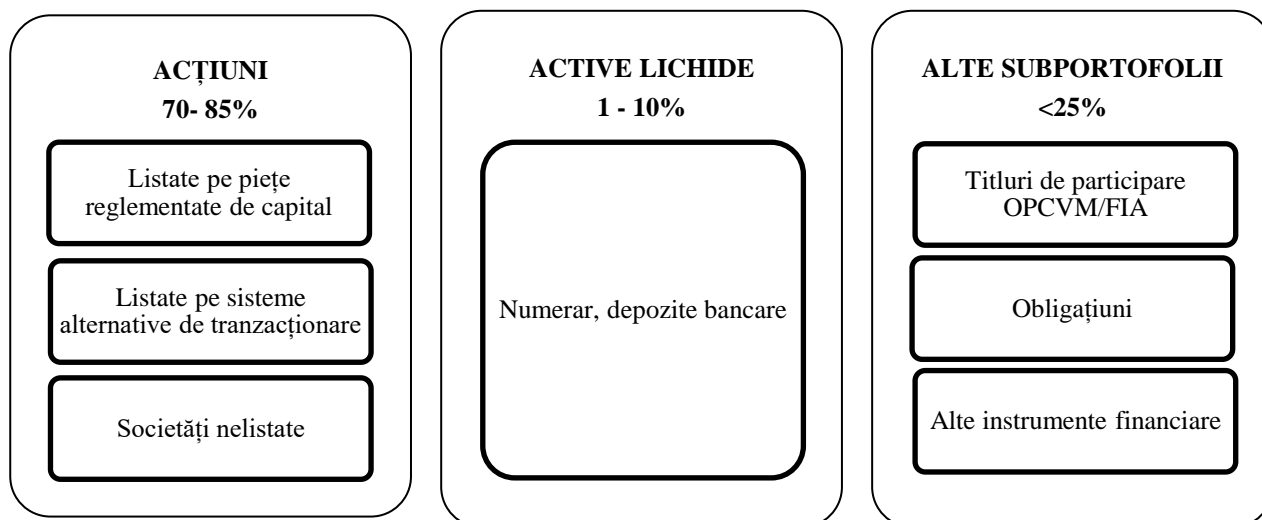 ACȚIUNI
70- 85%
Listate pe piețe
reglementate de capital
Listate pe sisteme
alternative de tranzacționare
Societăți nelistate
ACTIVE LICHIDE
1 - 10%
Numerar, depozite bancare
ALTE SUBPORTOFOLII
<25%
Titluri de participare
OPCVM/FIA
Obligațiuni
Alte instrumente financiare